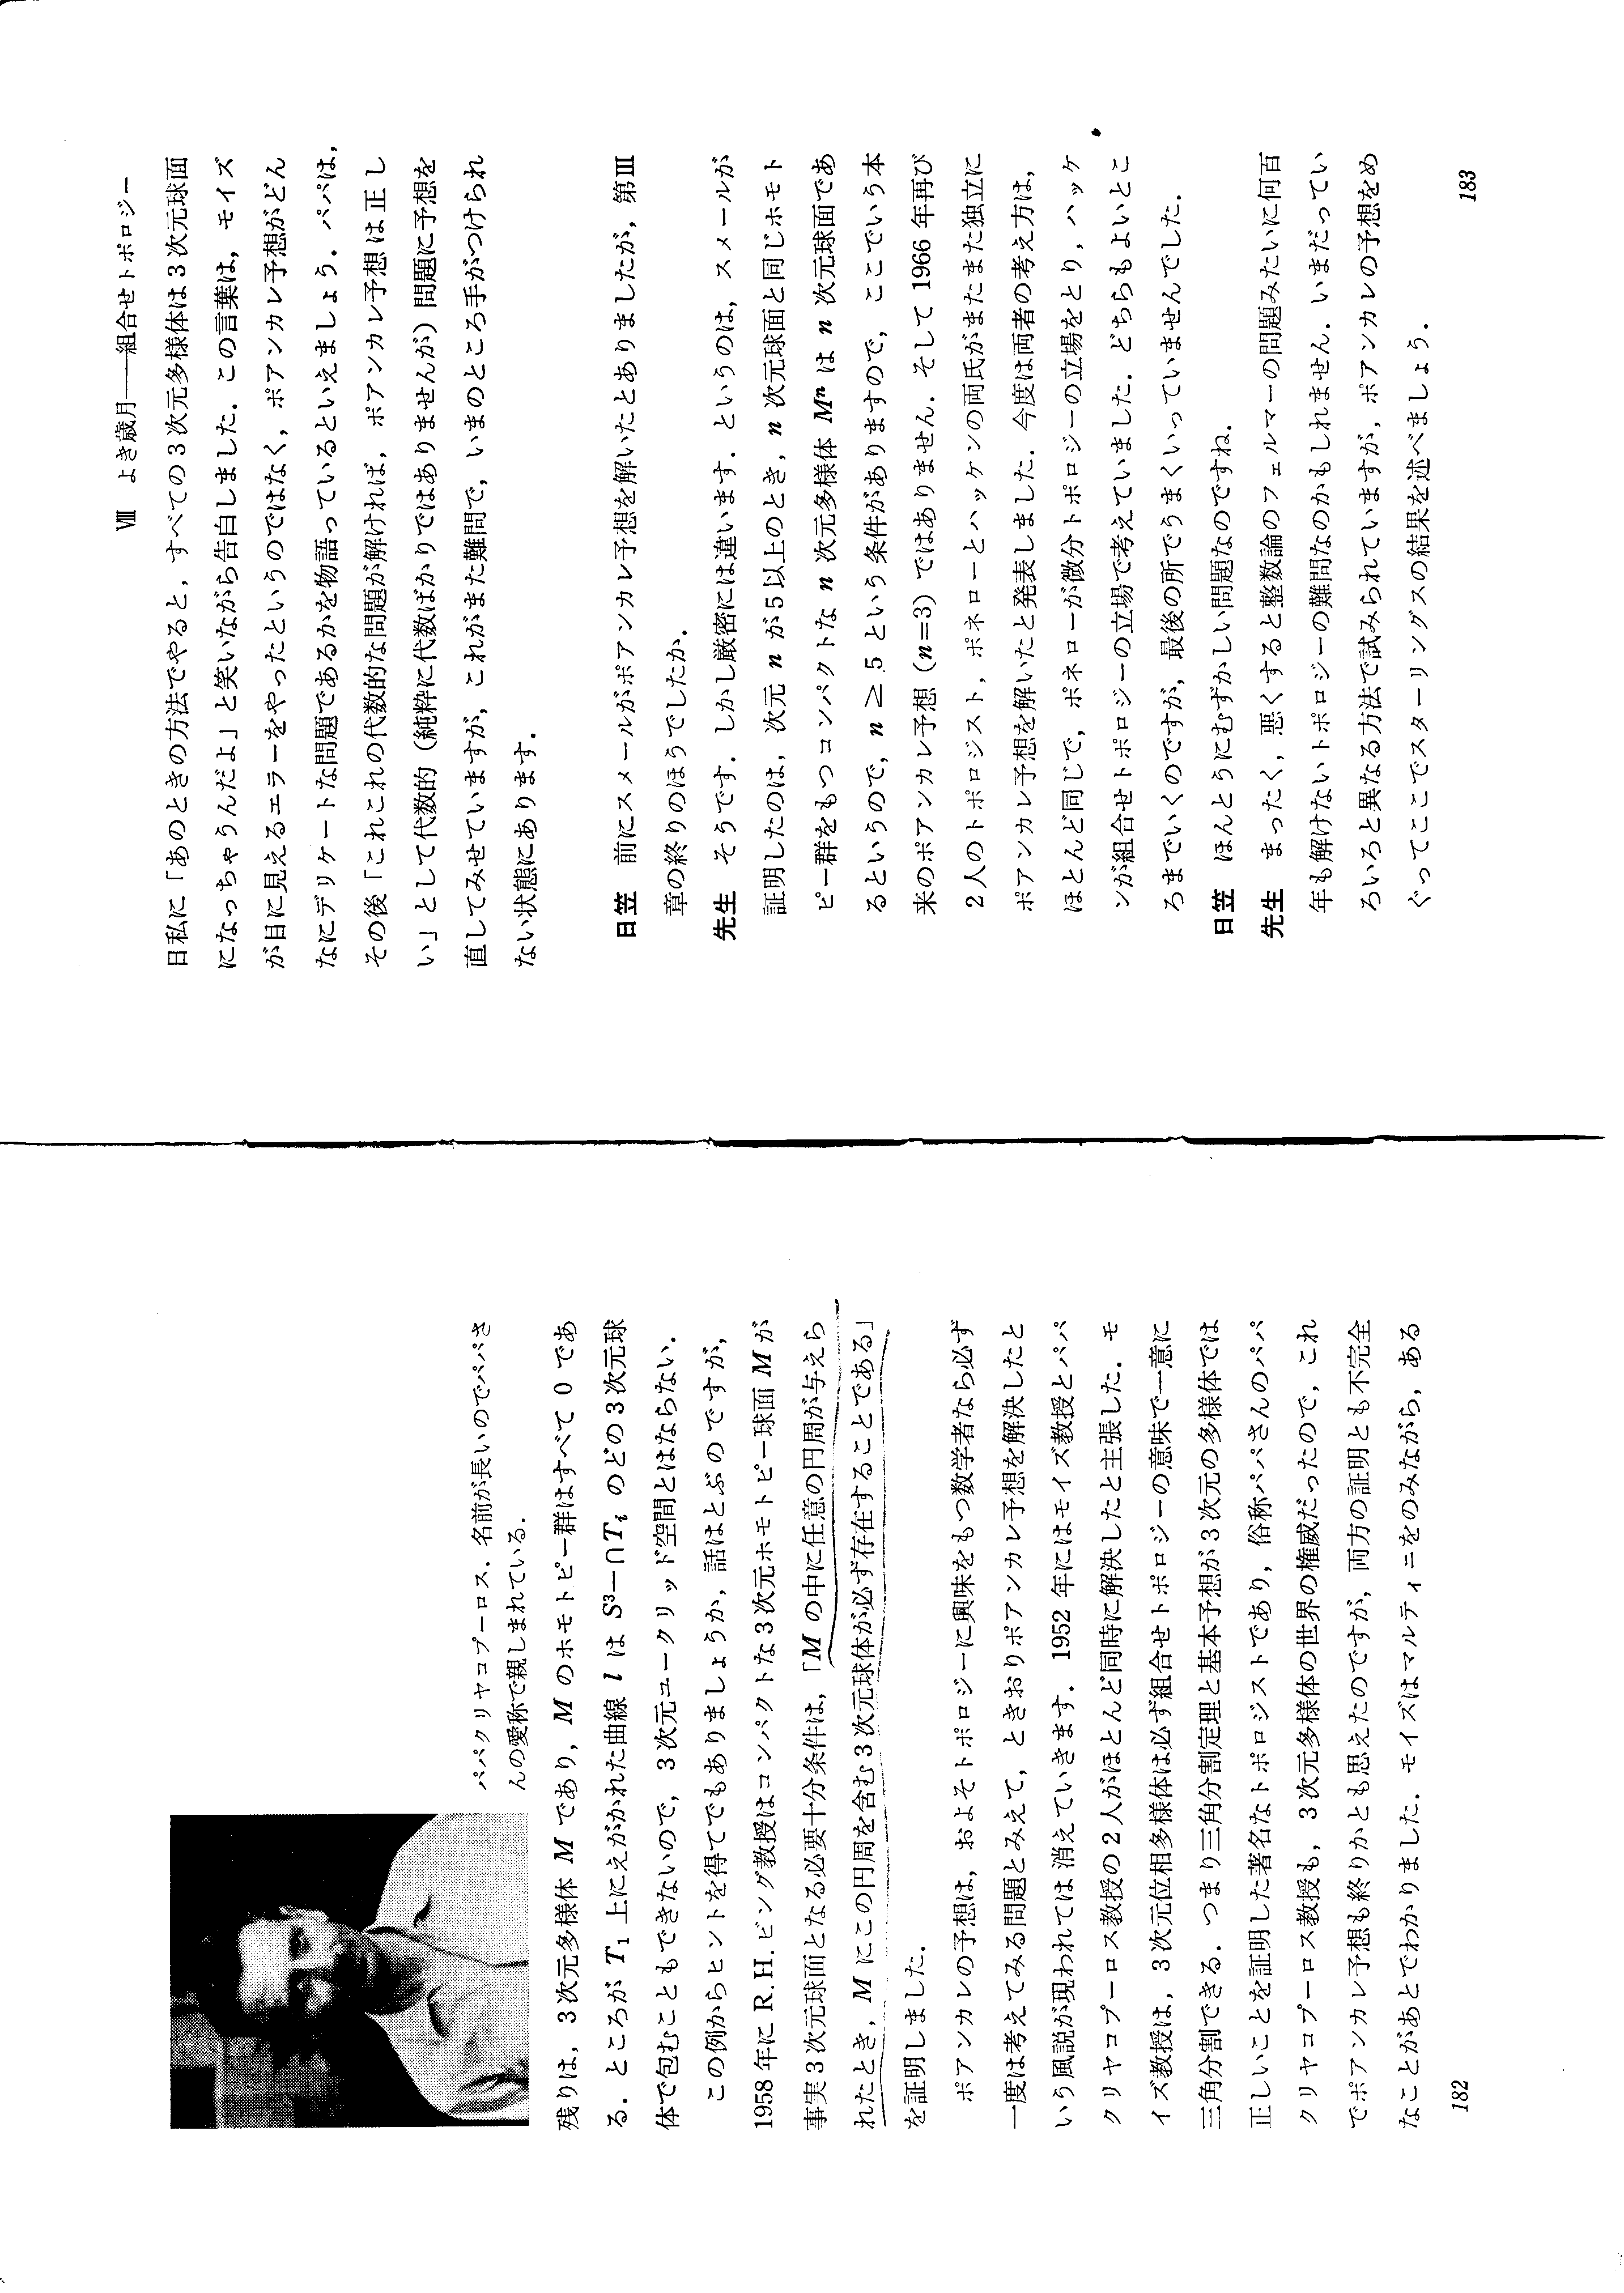 パパクリヤコプーロス．名前が長いのでパパさ
んの愛称で親しまれている．
残りは，3次元多様体 M であり，M のホモトピー群はすべて 0 であ
る．ところが T₁ 上にえがかれた曲線 l は S³−∩Tᵢ のどの3次元球
体で包むこともできないので，3次元ユークリッド空間とはならない．
この例からヒントを得てでもありましょうか，話はとぶのですが，
1958年に R.H.ビング教授はコンパクトな3次元ホモトピー球面 M が
事実3次元球面となる必要十分条件は，「M の中に任意の円周が与えら
れたとき，M にこの円周を含む3次元球体が必ず存在することである」
を証明しました．
ポアンカレの予想は，およそトポロジーに興味をもつ数学者なら必ず
一度は考えてみる問題とみえて，ときおりポアンカレ予想を解決したと
いう風説が現われては消えていきます．1952年にはモイズ教授とパパ
クリヤコプーロス教授の2人がほとんど同時に解決したと主張した．モ
イズ教授は，3次元位相多様体は必ず組合せトポロジーの意味で一意に
三角分割できる．つまり三角分割定理と基本予想が3次元の多様体では
正しいことを証明した著名なトポロジストであり，俗称パパさんのパパ
クリヤコプーロス教授も，3次元多様体の世界の権威だったので，これ
でポアンカレ予想も終りかとも思えたのですが，両方の証明とも不完全
なことがあとでわかりました．モイズはマルティニをのみながら，ある
182
Ⅷ よき歳月――組合せトポロジー
日私に「あのときの方法でやると，すべての3次元多様体は3次元球面
になっちゃうんだよ」と笑いながら告白しました．この言葉は，モイズ
が目に見えるエラーをやったというのではなく，ポアンカレ予想がどん
なにデリケートな問題であるかを物語っているといえましょう．パパは，
その後「これこれの代数的な問題が解ければ，ポアンカレ予想は正し
い」として代数的（純粋に代数ばかりではありませんが）問題に予想を
直してみせていますが，これがまた難問で，いまのところ手がつけられ
ない状態にあります．
日笠 前にスメールがポアンカレ予想を解いたとありましたが，第Ⅲ
章の終りのほうでしたか．
先生 そうです．しかし厳密には違います．というのは，スメールが
証明したのは，次元 n が5以上のとき，n 次元球面と同じホモト
ピー群をもつコンパクトな n 次元多様体 Mⁿ は n 次元球面であ
るというので，n ≥ 5 という条件がありますので，ここでいう本
来のポアンカレ予想 (n=3) ではありません．そして 1966 年再び
2人のトポロジスト，ポネローとハッケンの両氏がまたまた独立に
ポアンカレ予想を解いたと発表しました．今度は両者の考え方は，
ほとんど同じで，ポネローが微分トポロジーの立場をとり，ハッケ
ンが組合せトポロジーの立場で考えていました．どちらもよいとこ
ろまでいくのですが，最後の所でうまくいっていませんでした．
日笠 ほんとうにむずかしい問題なのですね．
先生 まったく，悪くすると整数論のフェルマーの問題みたいに何百
年も解けないトポロジーの難問なのかもしれません．いまだってい
ろいろと異なる方法で試みられていますが，ポアンカレの予想をめ
ぐってここでスターリングスの結果を述べましょう．
183